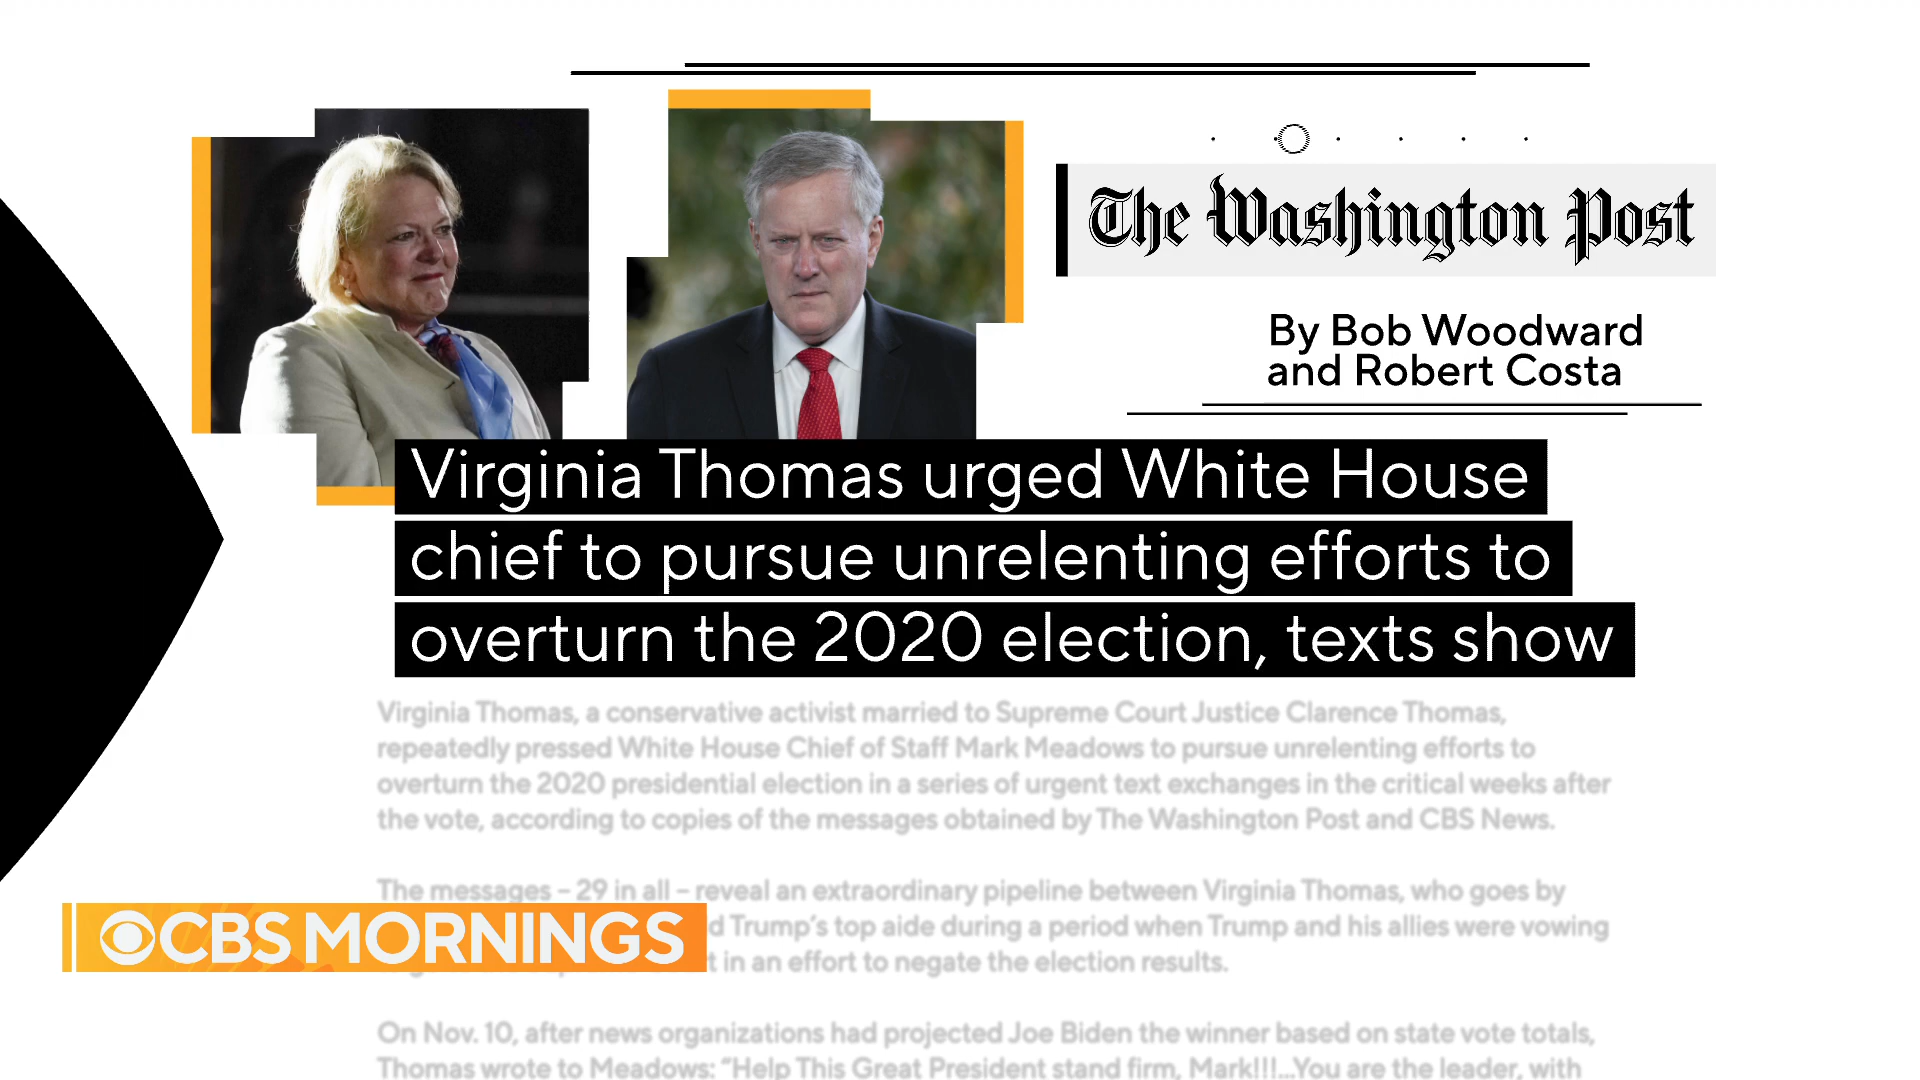 The Washington Post
By Bob Woodward
and Robert Costa
Virginia Thomas urged White House
chief to pursue unrelenting efforts to
overturn the 2020 election, texts show
Virginia Thomas, a conservative activist married to Supreme Court Justice Clarence Thomas,
repeatedly pressed White House Chief of Staff Mark Meadows to pursue unrelenting efforts to
overturn the 2020 presidential election in a series of urgent text exchanges in the critical weeks after
the vote, according to copies of the messages obtained by The Washington Post and CBS News.
The messages – 29 in all – reveal an extraordinary pipeline between Virginia Thomas, who goes by
d Trump's top aide during a period when Trump and his allies were vowing
t in an effort to negate the election results.
CBS MORNINGS
On Nov. 10, after news organizations had projected Joe Biden the winner based on state vote totals,
Thomas wrote to Meadows: “Help This Great President stand firm, Mark!!!...You are the leader, with